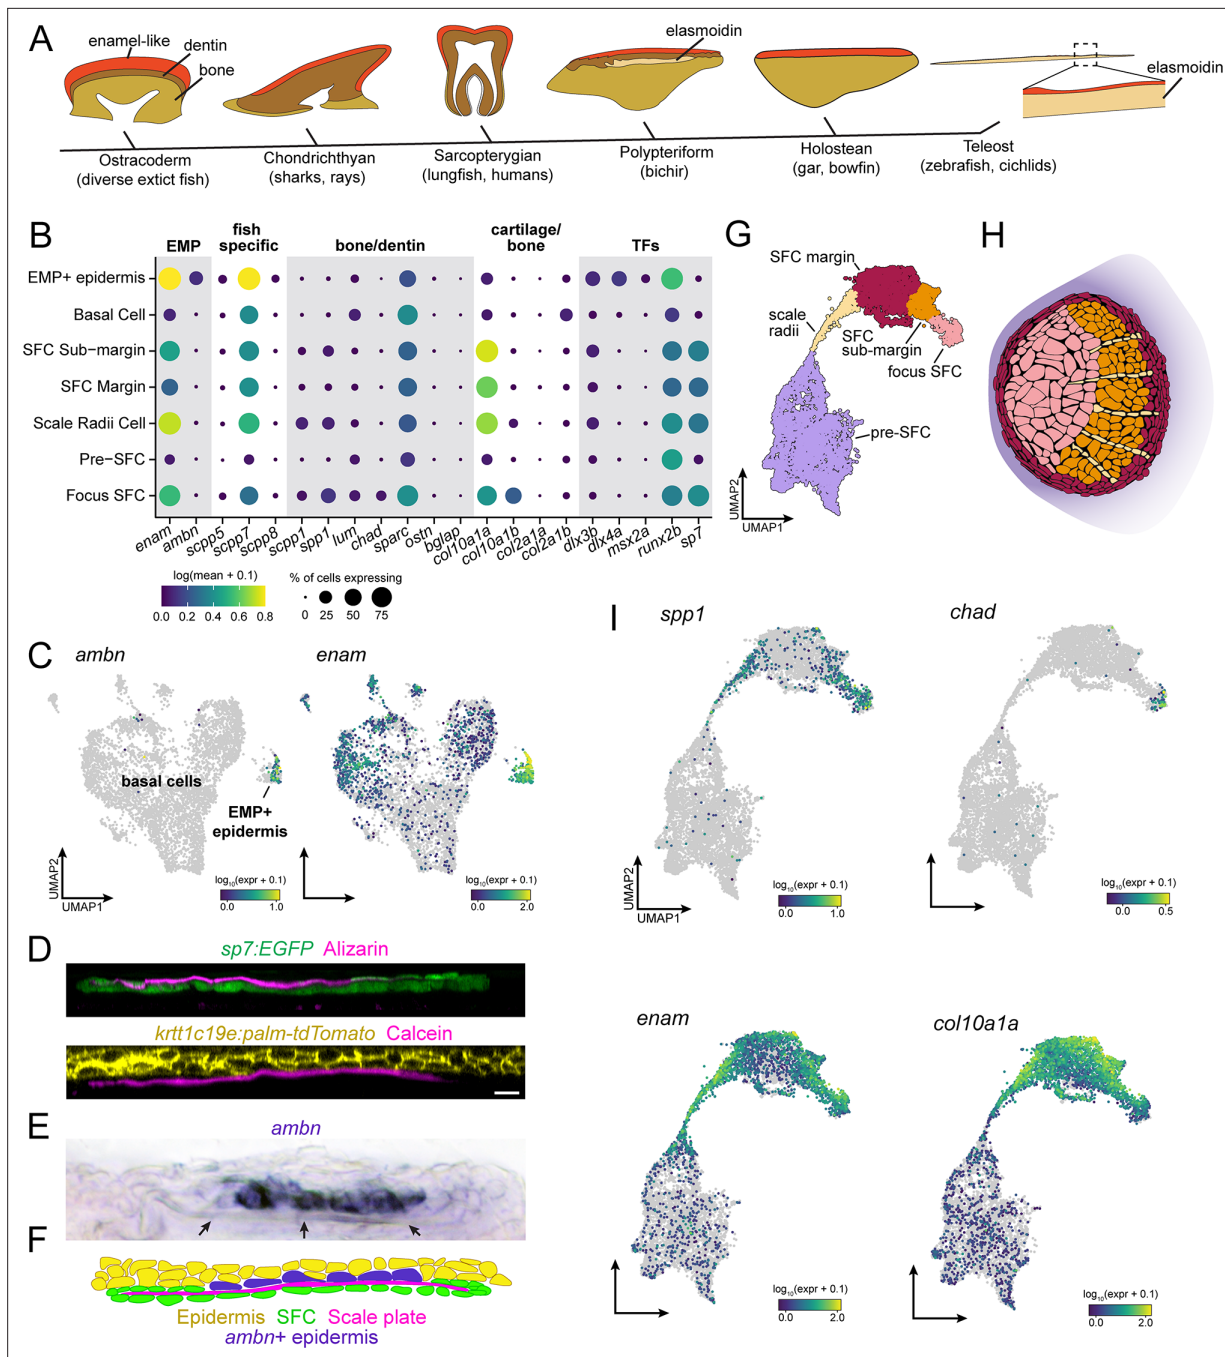 A
enamel-like
dentin
bone
elasmoidin
elasmoidin
Ostracoderm
(diverse extict fish)
Chondrichthyan
(sharks, rays)
Sarcopterygian
(lungfish, humans)
Polypteriform
(bichir)
Holostean
(gar, bowfin)
Teleost
(zebrafish, cichlids)
B
EMP
fish
specific
bone/dentin
cartilage/
bone
TFs
EMP+ epidermis
Basal Cell
SFC Sub−margin
SFC Margin
Scale Radii Cell
Pre−SFC
Focus SFC
enam
ambn
scpp5
scpp7
scpp8
scpp1
spp1
lum
chad
sparc
ostn
bglap
col10a1a
col10a1b
col2a1a
col2a1b
dlx3b
dlx4a
msx2a
runx2b
sp7
log(mean + 0.1)
0.0 0.2 0.4 0.6 0.8
% of cells expressing
0 25 50 75
G
SFC margin
scale
radii
SFC
sub-margin
focus SFC
pre-SFC
UMAP2
UMAP1
H
C
ambn
enam
basal cells
EMP+
epidermis
UMAP2
UMAP1
log10(expr + 0.1)
0.0 1.0
log10(expr + 0.1)
0.0 2.0
D
sp7:EGFP Alizarin
krtt1c19e:palm-tdTomato Calcein
E
ambn
F
Epidermis SFC Scale plate
ambn+ epidermis
I
spp1
chad
UMAP2
UMAP1
log10(expr + 0.1)
0.0 1.0
log10(expr + 0.1)
0.0 0.5
enam
col10a1a
log10(expr + 0.1)
0.0 2.0
log10(expr + 0.1)
0.0 2.0